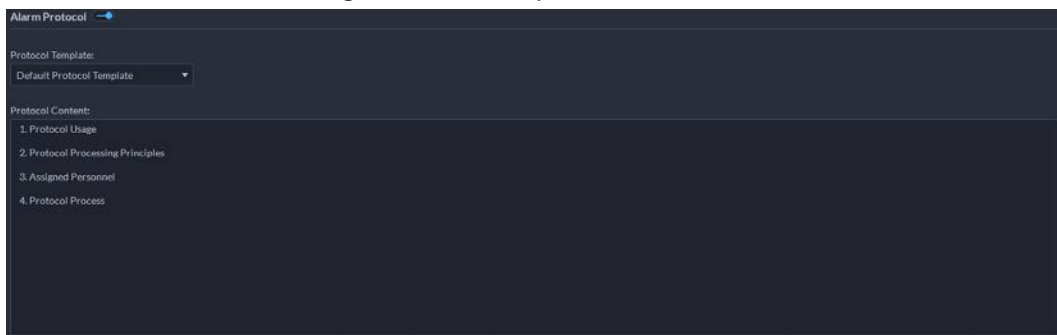 Alarm Protocol
Protocol Template:
Default Protocol Template
Protocol Content:
1. Protocol Usage
2. Protocol Processing Principles
3. Assigned Personnel
4. Protocol Process